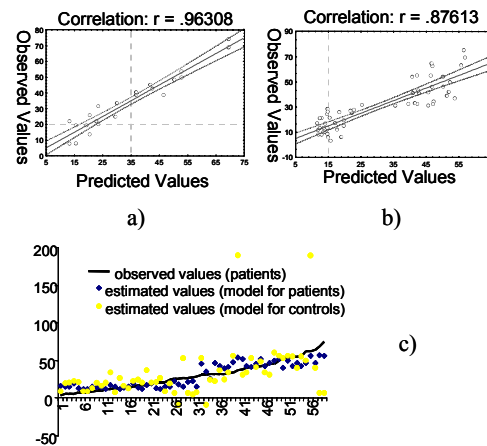 Correlation: r = .96308
Observed Values
80
70
60
50
40
30
20
10
0
5 15 25 35 45 55 65 75
Predicted Values
a)
Correlation: r = .87613
Observed Values
90
70
50
30
10
-10
5 15 25 35 45 55
Predicted Values
b)
200
150
100
50
0
-50
observed values (patients)
estimated values (model for patients)
estimated values (model for controls)
c)
1 6 11 16 21 26 31 36 41 46 51 56